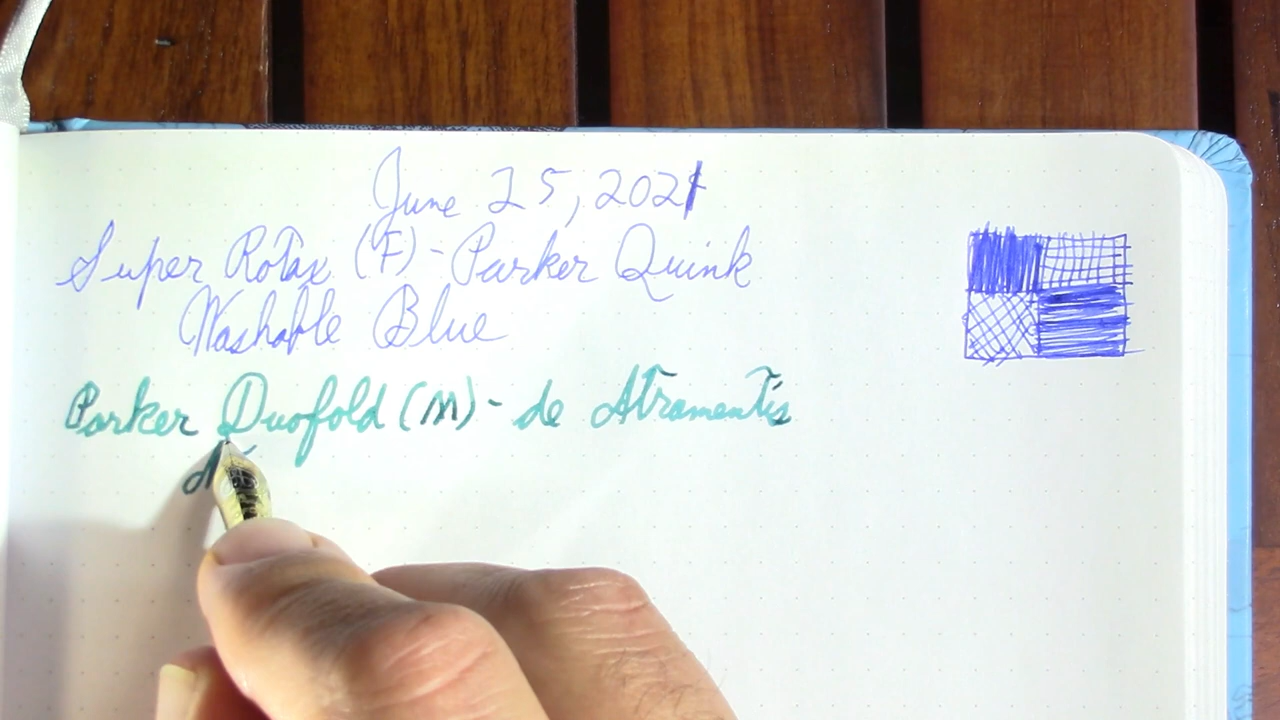 June 25, 2021
Super Rotax (F) - Parker Quink
Washable Blue
Parker Duofold (M) - de Atramentis